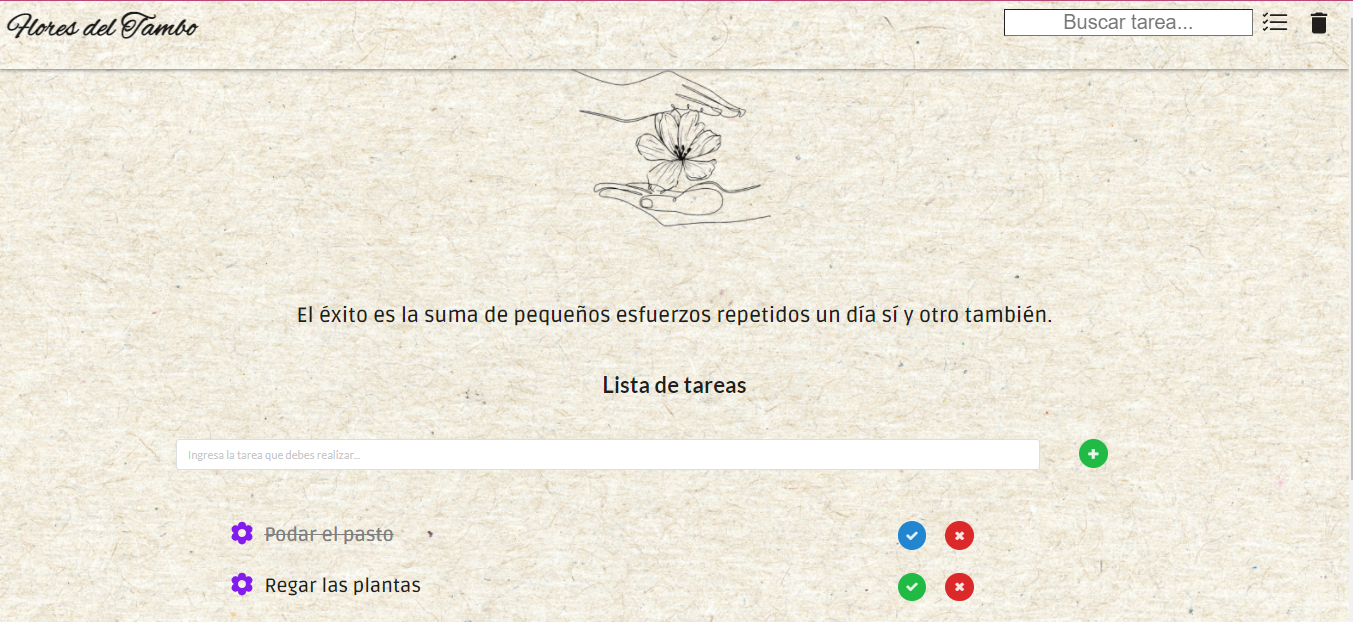 Flores del Tambo
Buscar tarea...
El éxito es la suma de pequeños esfuerzos repetidos un día sí y otro también.
Lista de tareas
Ingresa la tarea que debes realizar...
Podar el pasto
Regar las plantas